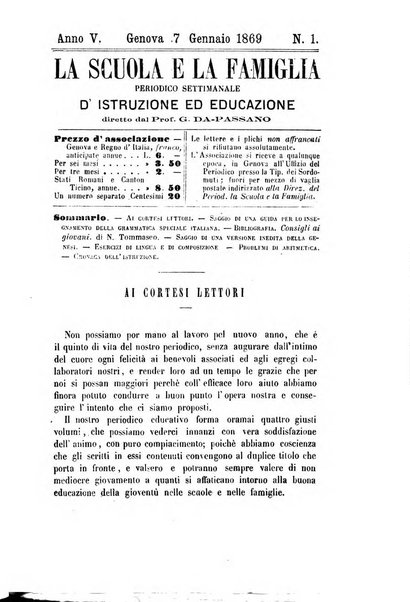 Anno V. Genova 7 Gennaio 1869 N. 1.
LA SCUOLA E LA FAMIGLIA
PERIODICO SETTIMANALE
D' ISTRUZIONE ED EDUCAZIONE
diretto dal Prof. G. DA-PASSANO
Prezzo d'associazione —
Genova e Regno d'Italia, franco,
anticipate annue . . L. 6. —
Per sei mesi . . . . » 3. 50
Per tre mesi . . . . » 2. —
Stati Romani e Canton
Ticino, annue . . . » 8. 50
Un numero separato Centesimi 20
Le lettere e i plichi non affrancati
si rifiutano assolutamente.
L'Associazione si riceve a qualunque
epoca, in Genova all'Uffizio del
Periodico presso la Tip. dei Sordo-
muti; fuori per mezzo di vaglia
postale indirizzato alla Direz. del
Period. la Scuola e la Famiglia.
Sommario. — AI CORTESI LETTORI. — SAGGIO DI UNA GUIDA PER LO INSE-
GNAMENTO DELLA GRAMMATICA SPECIALE ITALIANA. — BIBLIOGRAFIA. Consigli ai
giovani. di N. Tommaseo. — SAGGIO DI UNA VERSIONE INEDITA DELLA GE-
NESI. — ESERCIZI DI LINGUA E DI COMPOSIZIONE — PROBLEMI DI ARITMETICA.
— CRONACA DELL'ISTRUZIONE.
AI CORTESI LETTORI
Non possiamo por mano al lavoro pel nuovo anno, che è
il quinto di vita del nostro periodico, senza augurare dall'intimo
del cuore ogni felicità ai benevoli associati ed agli egregi col-
laboratori nostri, e render loro ad un tempo le grazie che per
noi si possan maggiori perchè coll'efficace loro aiuto abbiamo
finora potuto condurre a buon punto l'opera nostra e conse-
guire l'intento che ci siamo proposti.
Il nostro periodico educativo forma oramai quattro giusti
volumi, che possiamo vederci innanzi con vera soddisfazione
dell'animo, e con puro compiacimento; poichè abbiamo coscienza
che gli scritti in essi contenuti convengano al duplice titolo che
porta in fronte, e valsero e potranno sempre valere di non
mediocre giovamento a quanti si affaticano intorno alla buona
educazione della gioventù nelle scuole e nelle famiglie.